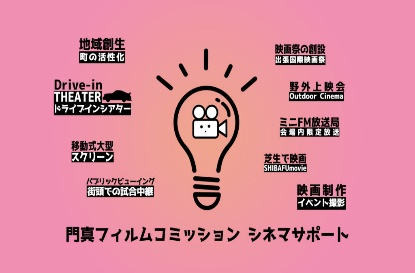 地域創生
町の活性化
Drive-in
THEATER
ドライブインシアター
移動式大型
スクリーン
パブリックビューイング
街頭での試合中継
映画祭の創設
出張国際映画祭
野外上映会
Outdoor Cinema
ミニFM放送局
会場内限定放送
芝生で映画
SHIBAFUmovie
映画制作
イベント撮影
門真フィルムコミッション シネマサポート